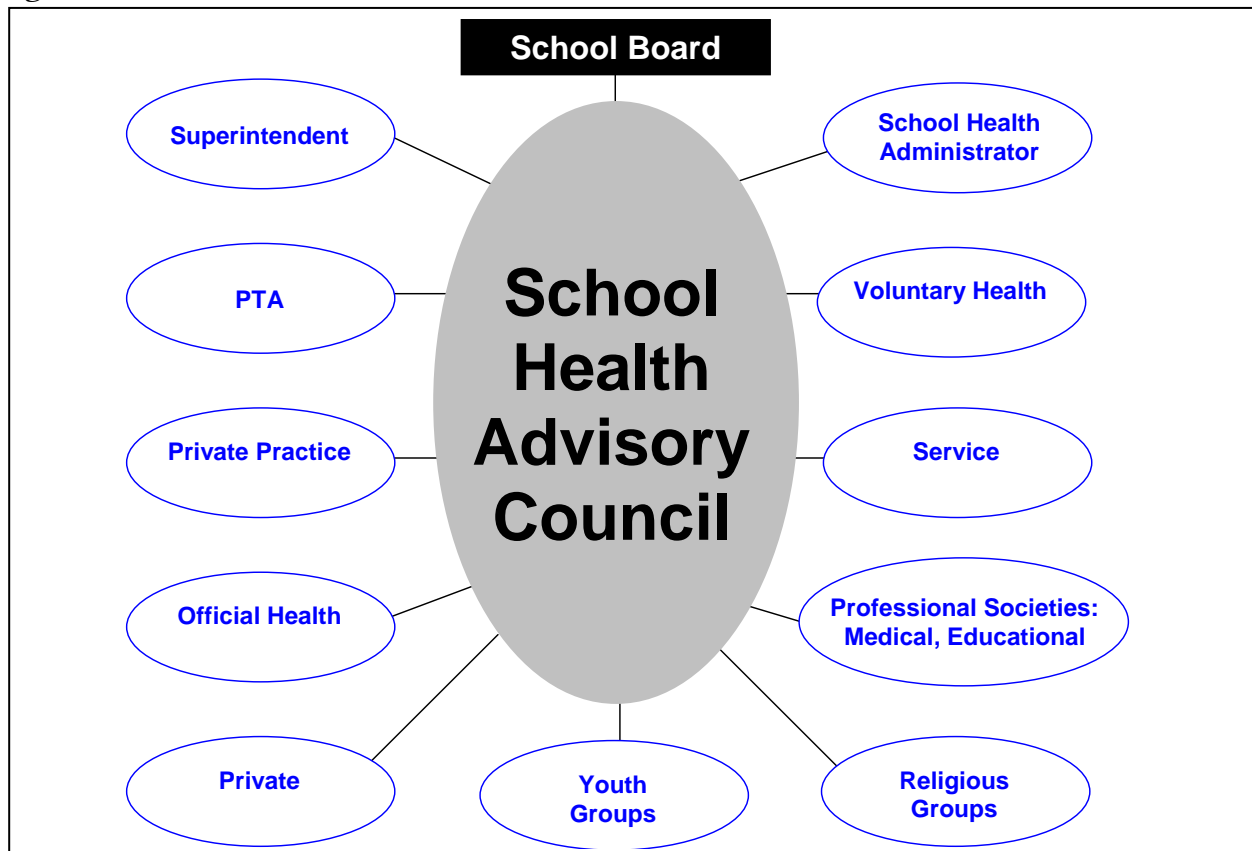 School Board
Superintendent
School Health
Administrator
PTA
Voluntary Health
School
Health
Advisory
Council
Private Practice
Service
Official Health
Professional Societies:
Medical, Educational
Private
Youth
Groups
Religious
Groups